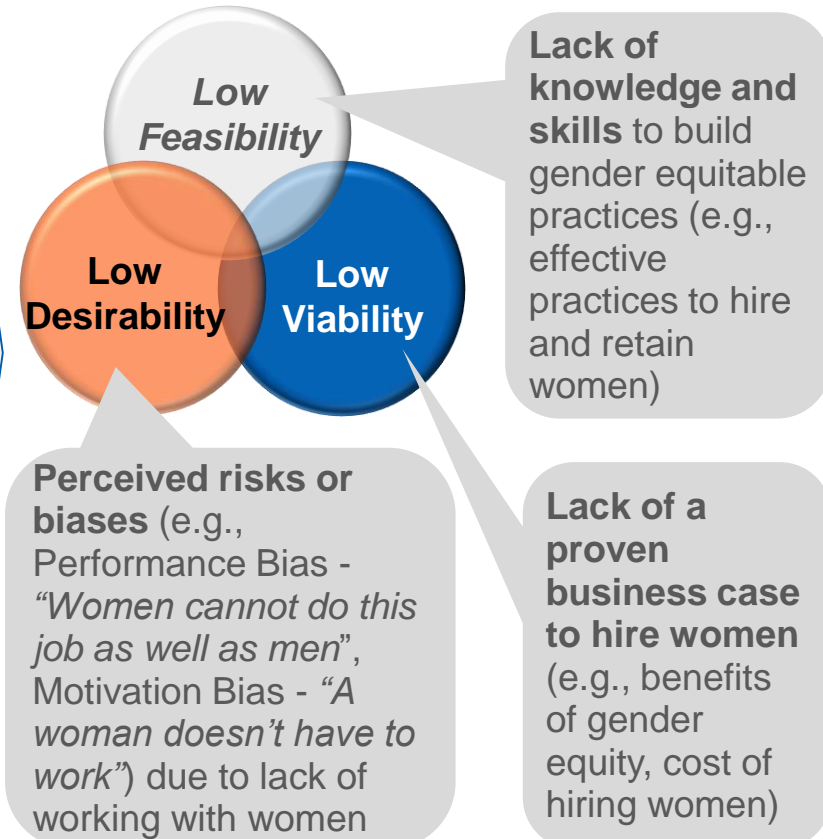 Low
Feasibility
Low
Desirability
Low
Viability
Lack of
knowledge and
skills to build
gender equitable
practices (e.g.,
effective
practices to hire
and retain
women)
Perceived risks or
biases (e.g.,
Performance Bias -
“Women cannot do this
job as well as men”,
Motivation Bias - “A
woman doesn’t have to
work”) due to lack of
working with women
Lack of a
proven
business case
to hire women
(e.g., benefits
of gender
equity, cost of
hiring women)